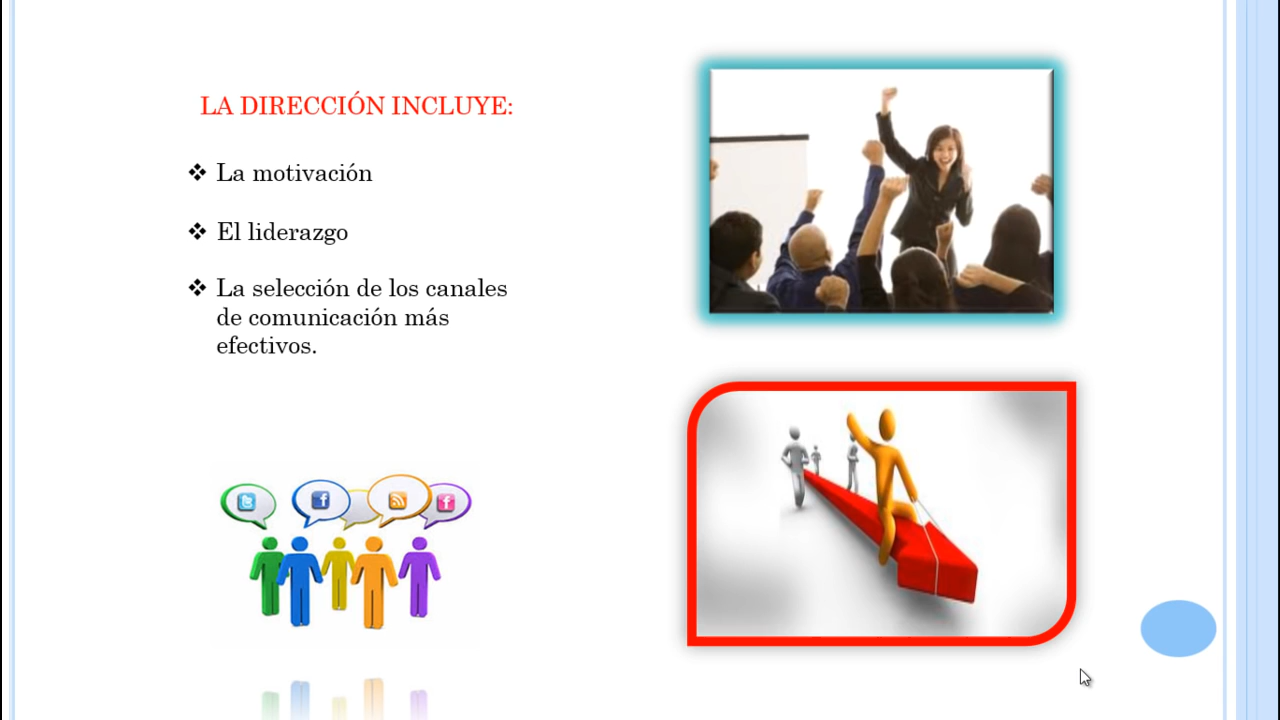 LA DIRECCIÓN INCLUYE:
❖ La motivación
❖ El liderazgo
❖ La selección de los canales
de comunicación más
efectivos.